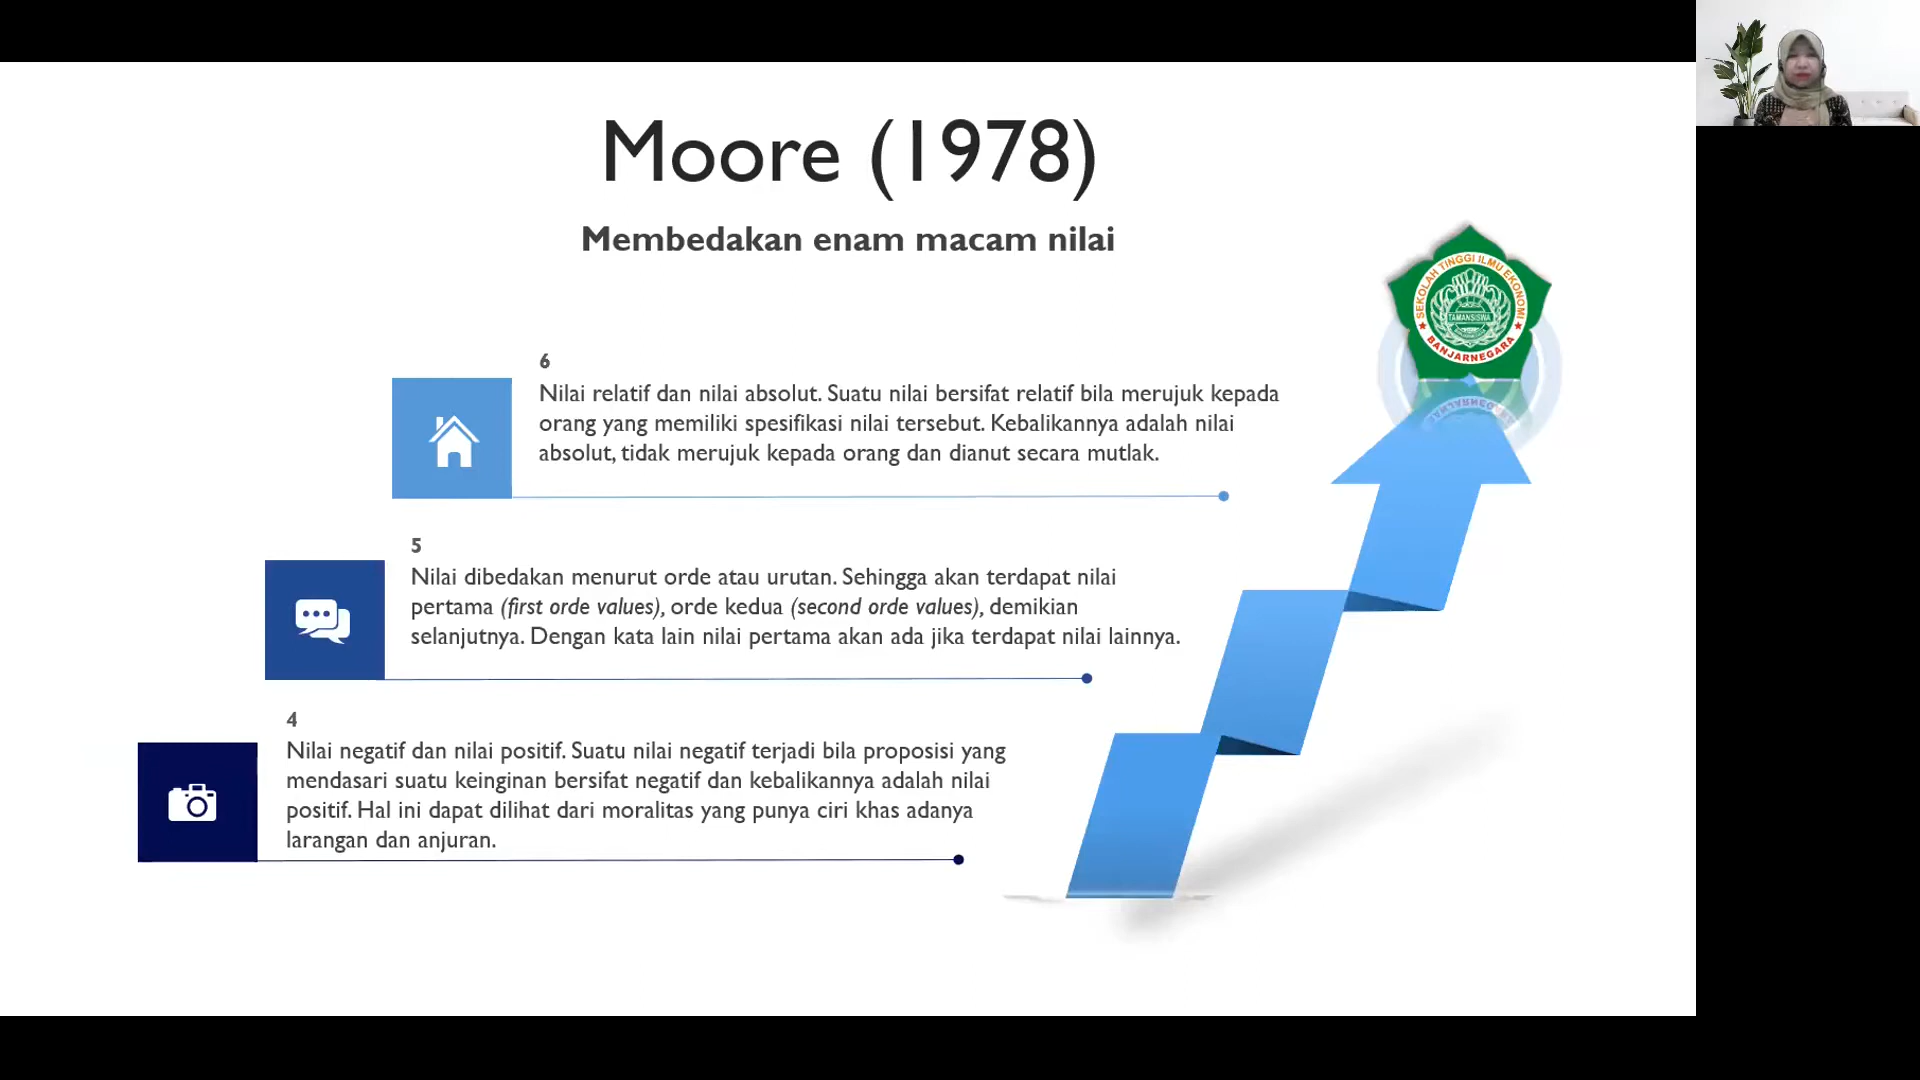 Moore (1978)
Membedakan enam macam nilai
6
Nilai relatif dan nilai absolut. Suatu nilai bersifat relatif bila merujuk kepada
orang yang memiliki spesifikasi nilai tersebut. Kebalikannya adalah nilai
absolut, tidak merujuk kepada orang dan dianut secara mutlak.
5
Nilai dibedakan menurut orde atau urutan. Sehingga akan terdapat nilai
pertama (first orde values), orde kedua (second orde values), demikian
selanjutnya. Dengan kata lain nilai pertama akan ada jika terdapat nilai lainnya.
4
Nilai negatif dan nilai positif. Suatu nilai negatif terjadi bila proposisi yang
mendasari suatu keinginan bersifat negatif dan kebalikannya adalah nilai
positif. Hal ini dapat dilihat dari moralitas yang punya ciri khas adanya
larangan dan anjuran.
SEKOLAH TINGGI ILMU EKONOMI
TAMANSISWA
BANJARNEGARA